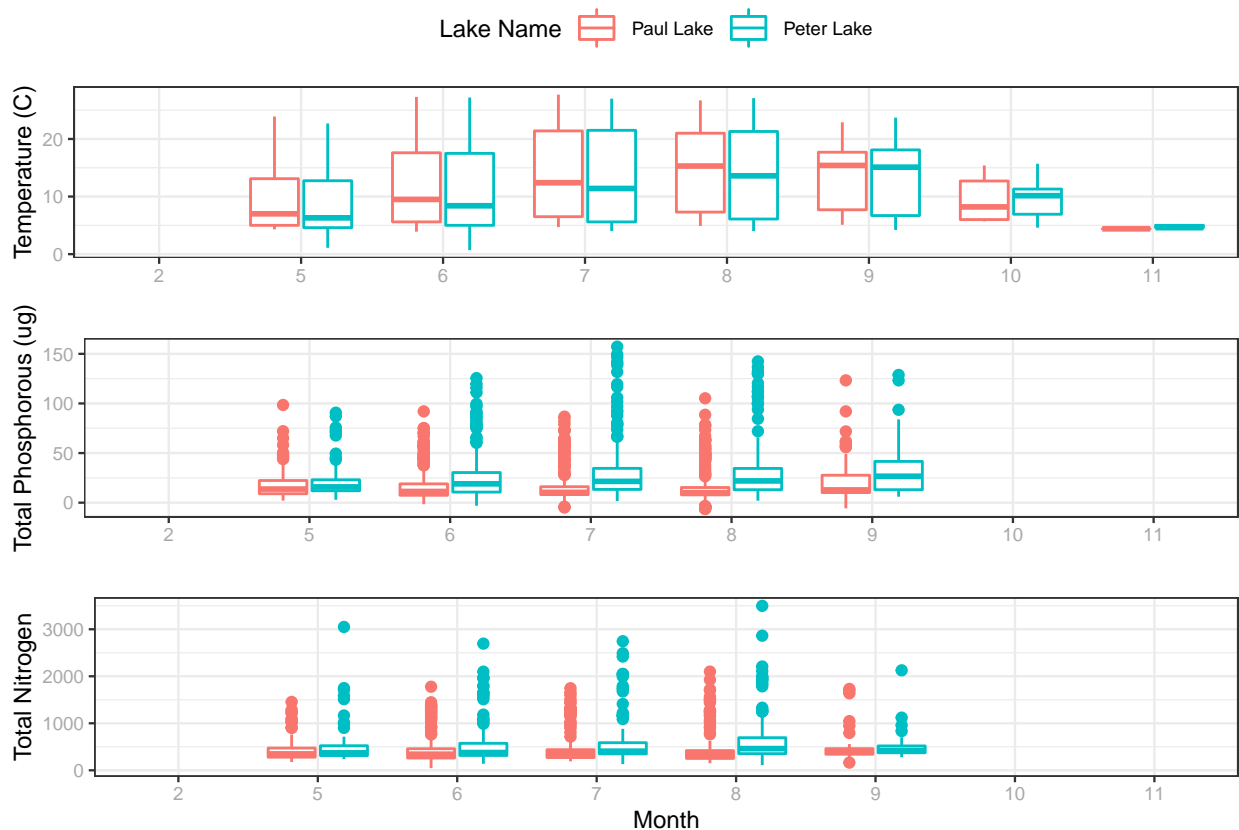 Lake Name Paul Lake Peter Lake
Temperature (C)
20
10
0
2 5 6 7 8 9 10 11
Total Phosphorous (ug)
150
100
50
0
2 5 6 7 8 9 10 11
Total Nitrogen
3000
2000
1000
0
2 5 6 7 8 9 10 11
Month